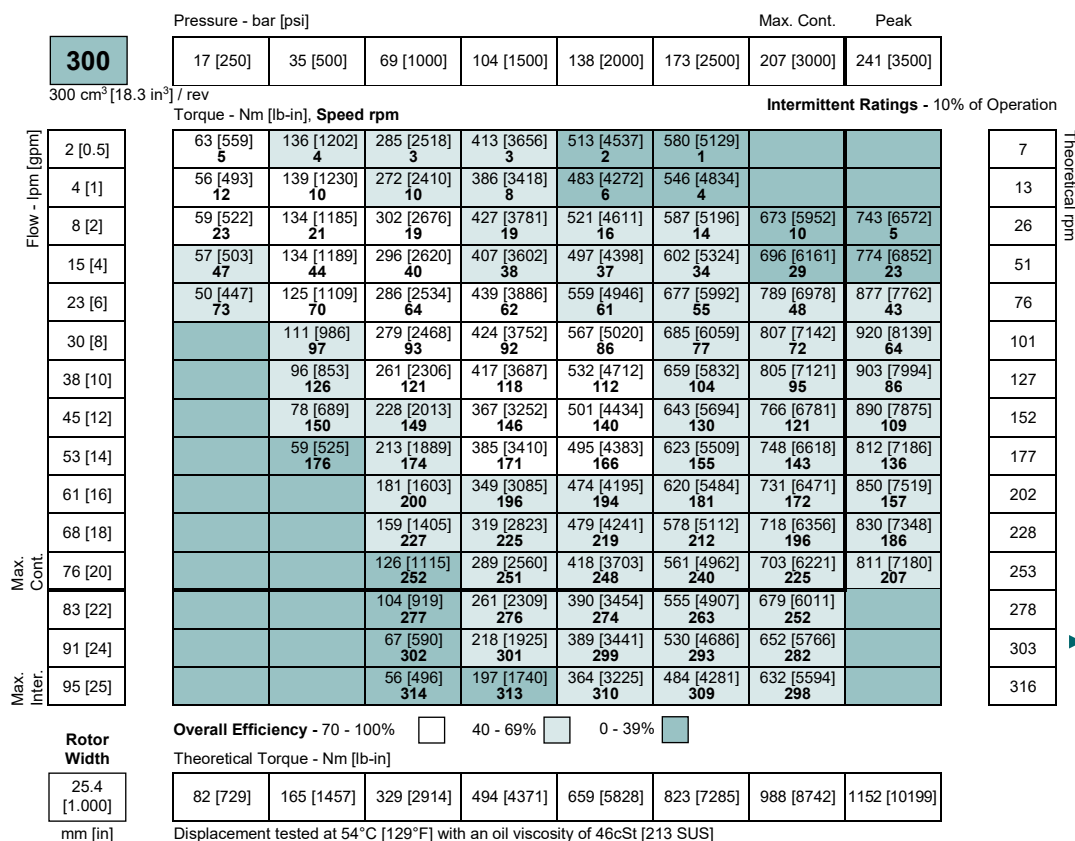 Pressure - bar [psi] Max. Cont. Peak
300 17 [250] 35 [500] 69 [1000] 104 [1500] 138 [2000] 173 [2500] 207 [3000] 241 [3500]
300 cm³ [18.3 in³] / rev
Torque - Nm [lb-in], Speed rpm Intermittent Ratings - 10% of Operation
Flow - lpm [gpm]
Theoretical rpm
2 [0.5] 63 [559] 136 [1202] 285 [2518] 413 [3656] 513 [4537] 580 [5129] 7
5 4 3 3 2 1
4 [1] 56 [493] 139 [1230] 272 [2410] 386 [3418] 483 [4272] 546 [4834] 13
12 10 10 8 6 4
8 [2] 59 [522] 134 [1185] 302 [2676] 427 [3781] 521 [4611] 587 [5196] 673 [5952] 743 [6572] 26
23 21 19 19 16 14 10 5
15 [4] 57 [503] 134 [1189] 296 [2620] 407 [3602] 497 [4398] 602 [5324] 696 [6161] 774 [6852] 51
47 44 40 38 37 34 29 23
23 [6] 50 [447] 125 [1109] 286 [2534] 439 [3886] 559 [4946] 677 [5992] 789 [6978] 877 [7762] 76
73 70 64 62 61 55 48 43
30 [8] 111 [986] 279 [2468] 424 [3752] 567 [5020] 685 [6059] 807 [7142] 920 [8139] 101
97 93 92 86 77 72 64
38 [10] 96 [853] 261 [2306] 417 [3687] 532 [4712] 659 [5832] 805 [7121] 903 [7994] 127
126 121 118 112 104 95 86
45 [12] 78 [689] 228 [2013] 367 [3252] 501 [4434] 643 [5694] 766 [6781] 890 [7875] 152
150 149 146 140 130 121 109
53 [14] 59 [525] 213 [1889] 385 [3410] 495 [4383] 623 [5509] 748 [6618] 812 [7186] 177
176 174 171 166 155 143 136
61 [16] 181 [1603] 349 [3085] 474 [4195] 620 [5484] 731 [6471] 850 [7519] 202
200 196 194 181 172 157
68 [18] 159 [1405] 319 [2823] 479 [4241] 578 [5112] 718 [6356] 830 [7348] 228
227 225 219 212 196 186
Max. Cont.
76 [20] 126 [1115] 289 [2560] 418 [3703] 561 [4962] 703 [6221] 811 [7180] 253
252 251 248 240 225 207
83 [22] 104 [919] 261 [2309] 390 [3454] 555 [4907] 679 [6011] 278
277 276 274 263 252
91 [24] 67 [590] 218 [1925] 389 [3441] 530 [4686] 652 [5766] 303
302 301 299 293 282
Max. Inter.
95 [25] 56 [496] 197 [1740] 364 [3225] 484 [4281] 632 [5594] 316
314 313 310 309 298
Overall Efficiency - 70 - 100% 40 - 69% 0 - 39%
Rotor
Width
Theoretical Torque - Nm [lb-in]
25.4
[1.000]
82 [729] 165 [1457] 329 [2914] 494 [4371] 659 [5828] 823 [7285] 988 [8742] 1152 [10199]
mm [in] Displacement tested at 54°C [129°F] with an oil viscosity of 46cSt [213 SUS]